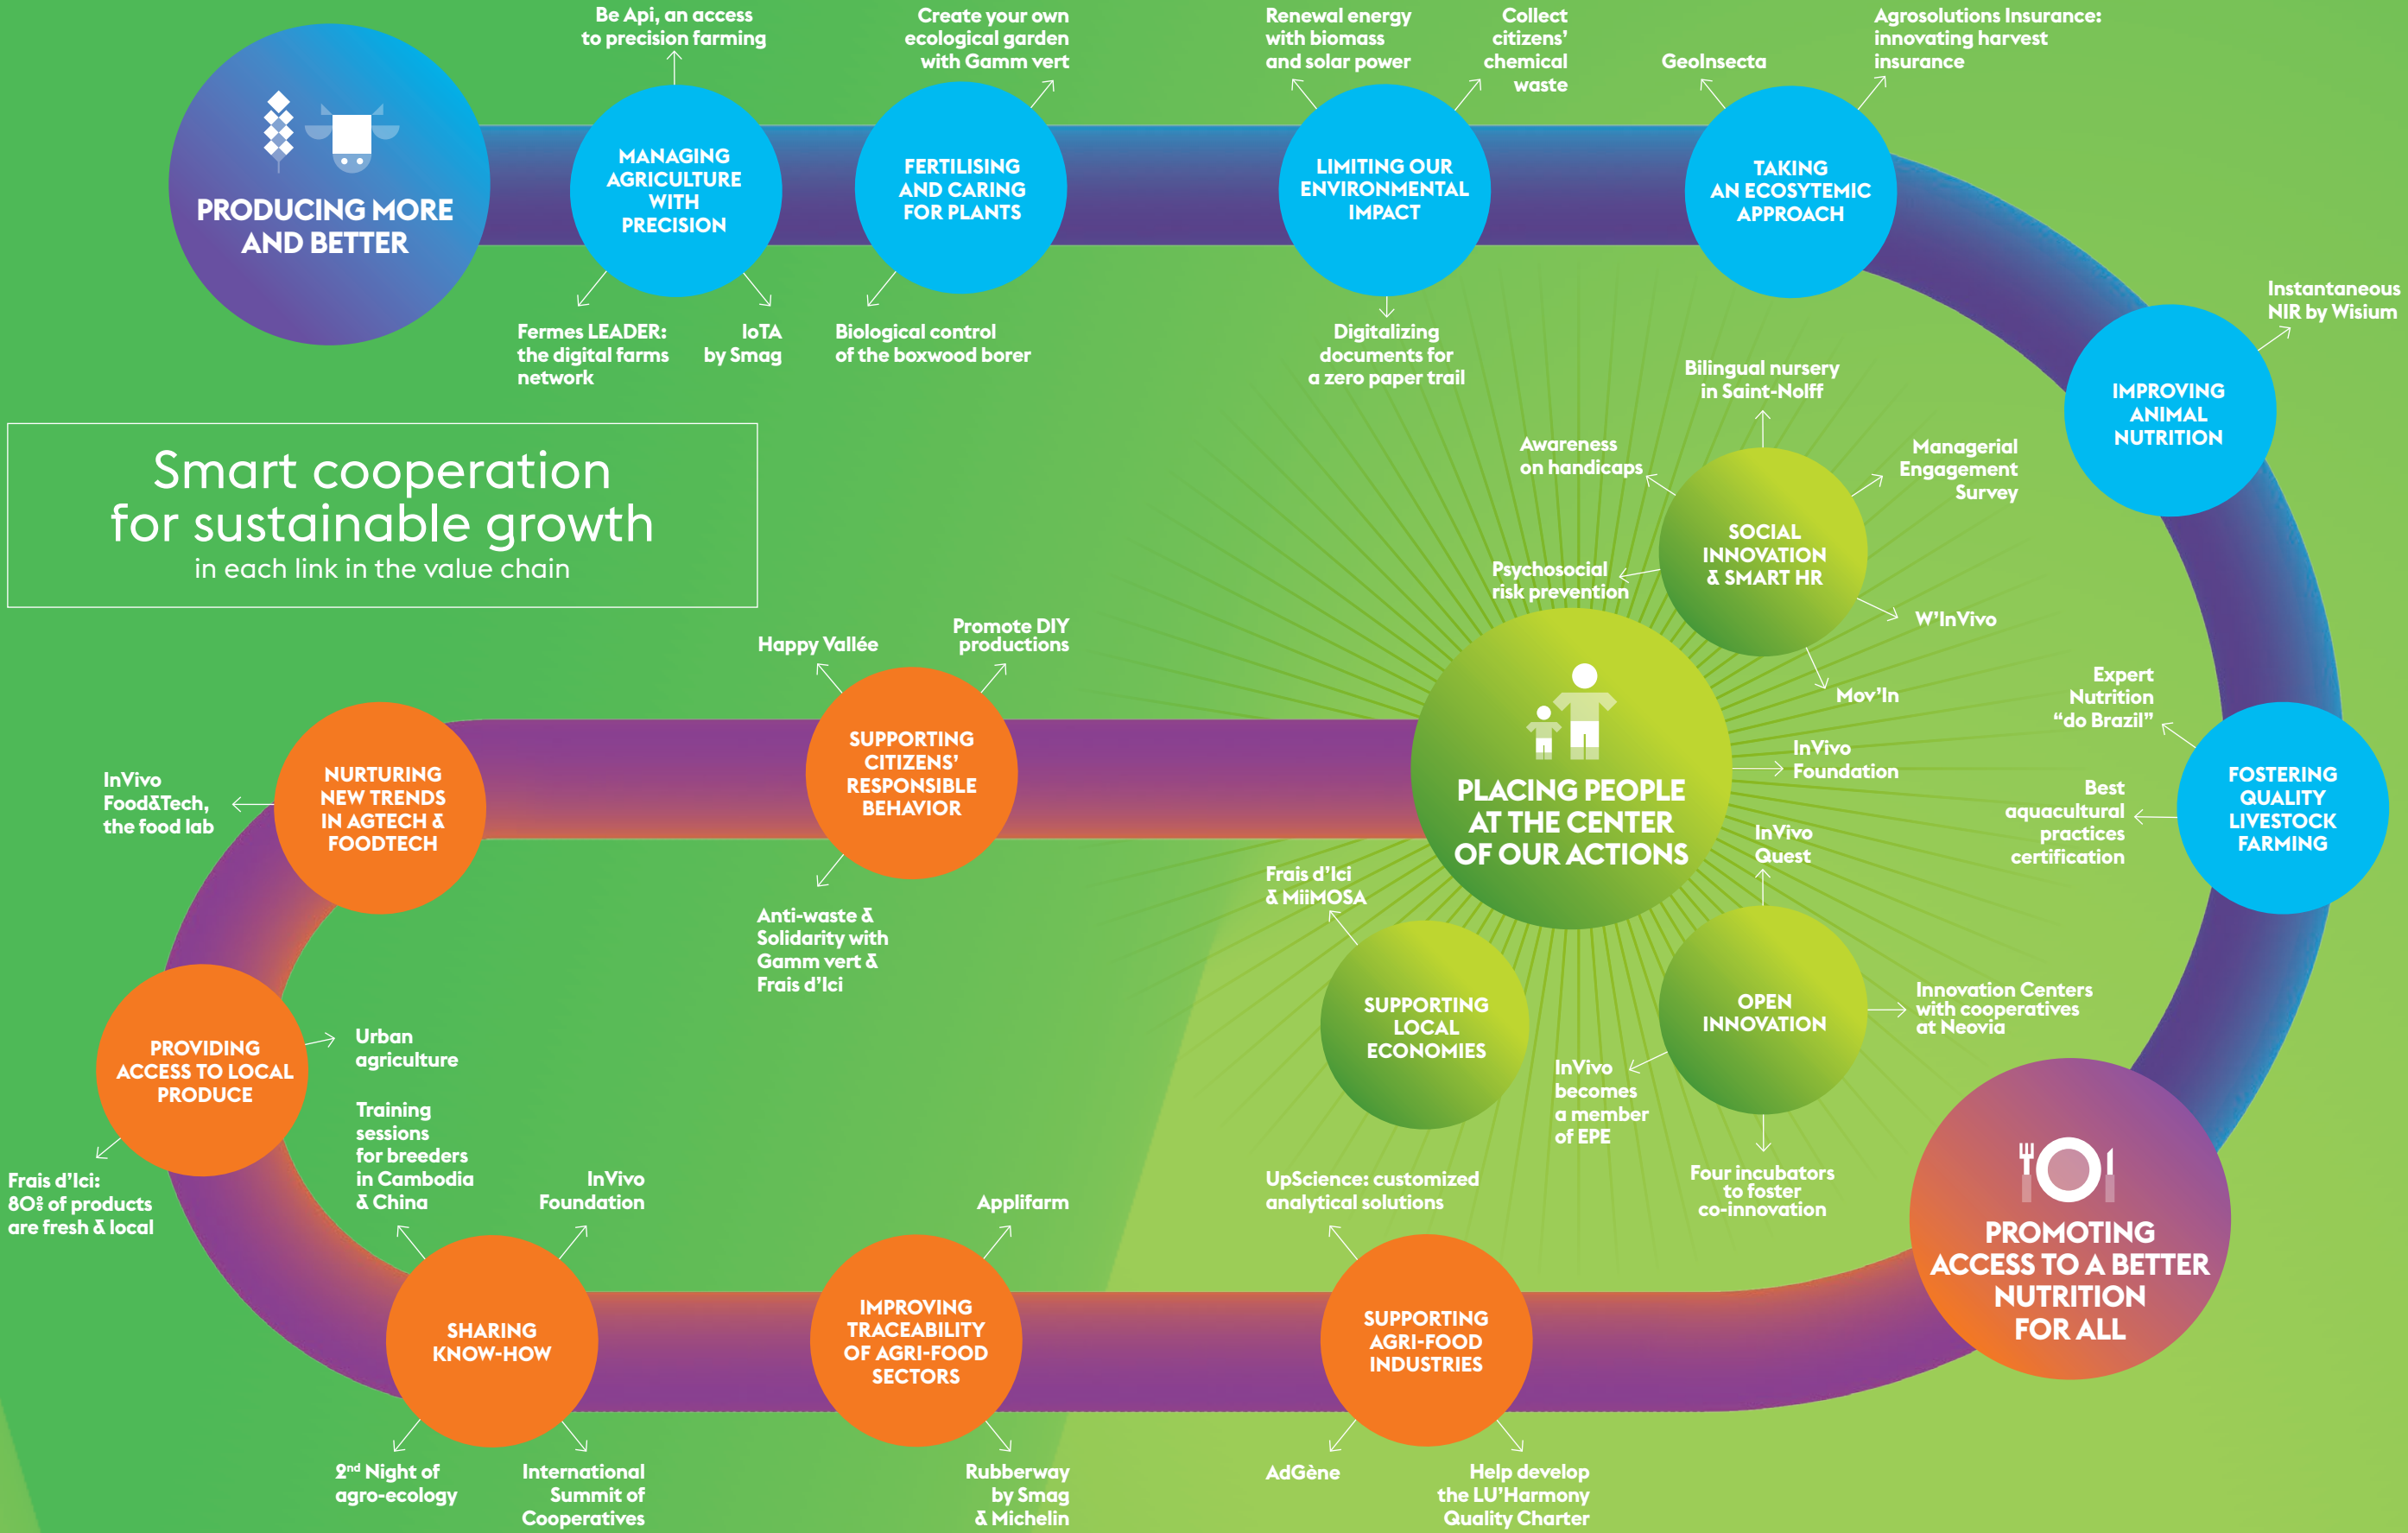 Be Api, an access
to precision farming
Create your own
ecological garden
with Gamm vert
Renewal energy
with biomass
and solar power
Collect
citizens'
chemical
waste
GeoInsecta
Agrosolutions Insurance:
innovating harvest
insurance
PRODUCING MORE
AND BETTER
MANAGING
AGRICULTURE
WITH
PRECISION
FERTILISING
AND CARING
FOR PLANTS
LIMITING OUR
ENVIRONMENTAL
IMPACT
TAKING
AN ECOSYTEMIC
APPROACH
Fermes LEADER:
the digital farms
network
IoTA
by Smag
Biological control
of the boxwood borer
Digitalizing
documents for
a zero paper trail
Instantaneous
NIR by Wisium
IMPROVING
ANIMAL
NUTRITION
Smart cooperation
for sustainable growth
in each link in the value chain
Bilingual nursery
in Saint-Nolff
Awareness
on handicaps
Managerial
Engagement
Survey
SOCIAL
INNOVATION
& SMART HR
Psychosocial
risk prevention
W'InVivo
Mov'In
Expert
Nutrition
“do Brazil”
Best
aquacultural
practices
certification
FOSTERING
QUALITY
LIVESTOCK
FARMING
Happy Vallée
Promote DIY
productions
SUPPORTING
CITIZENS'
RESPONSIBLE
BEHAVIOR
Anti-waste &
Solidarity with
Gamm vert &
Frais d'Ici
NURTURING
NEW TRENDS
IN AGTECH &
FOODTECH
InVivo
Food&Tech,
the food lab
PLACING PEOPLE
AT THE CENTER
OF OUR ACTIONS
InVivo
Foundation
InVivo
Quest
Frais d'Ici
& MiiMOSA
SUPPORTING
LOCAL
ECONOMIES
OPEN
INNOVATION
Innovation Centers
with cooperatives
at Neovia
InVivo
becomes
a member
of EPE
Four incubators
to foster
co-innovation
PROVIDING
ACCESS TO LOCAL
PRODUCE
Urban
agriculture
Frais d'Ici:
80% of products
are fresh & local
Training
sessions
for breeders
in Cambodia
& China
InVivo
Foundation
Applifarm
UpScience: customized
analytical solutions
PROMOTING
ACCESS TO A BETTER
NUTRITION
FOR ALL
SHARING
KNOW-HOW
IMPROVING
TRACEABILITY
OF AGRI-FOOD
SECTORS
SUPPORTING
AGRI-FOOD
INDUSTRIES
2nd Night of
agro-ecology
International
Summit of
Cooperatives
Rubberway
by Smag
& Michelin
AdGène
Help develop
the LU'Harmony
Quality Charter